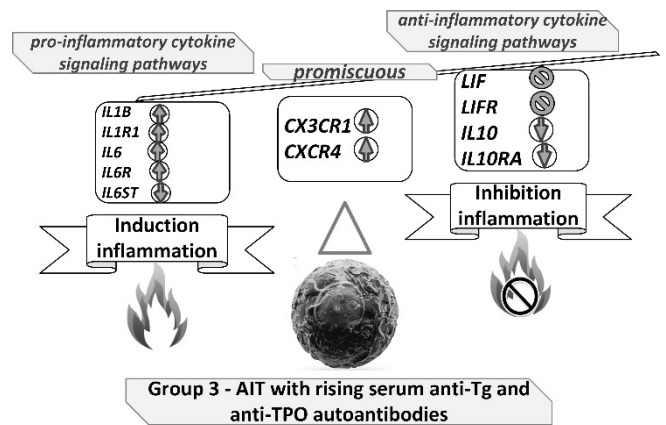 pro-inflammatory cytokine
signaling pathways
promiscuous
anti-inflammatory cytokine
signaling pathways
IL1B
IL1R1
IL6
IL6R
IL6ST
CX3CR1
CXCR4
LIF
LIFR
IL10
IL10RA
Induction
inflammation
Inhibition
inflammation
Group 3 - AIT with rising serum anti-Tg and
anti-TPO autoantibodies